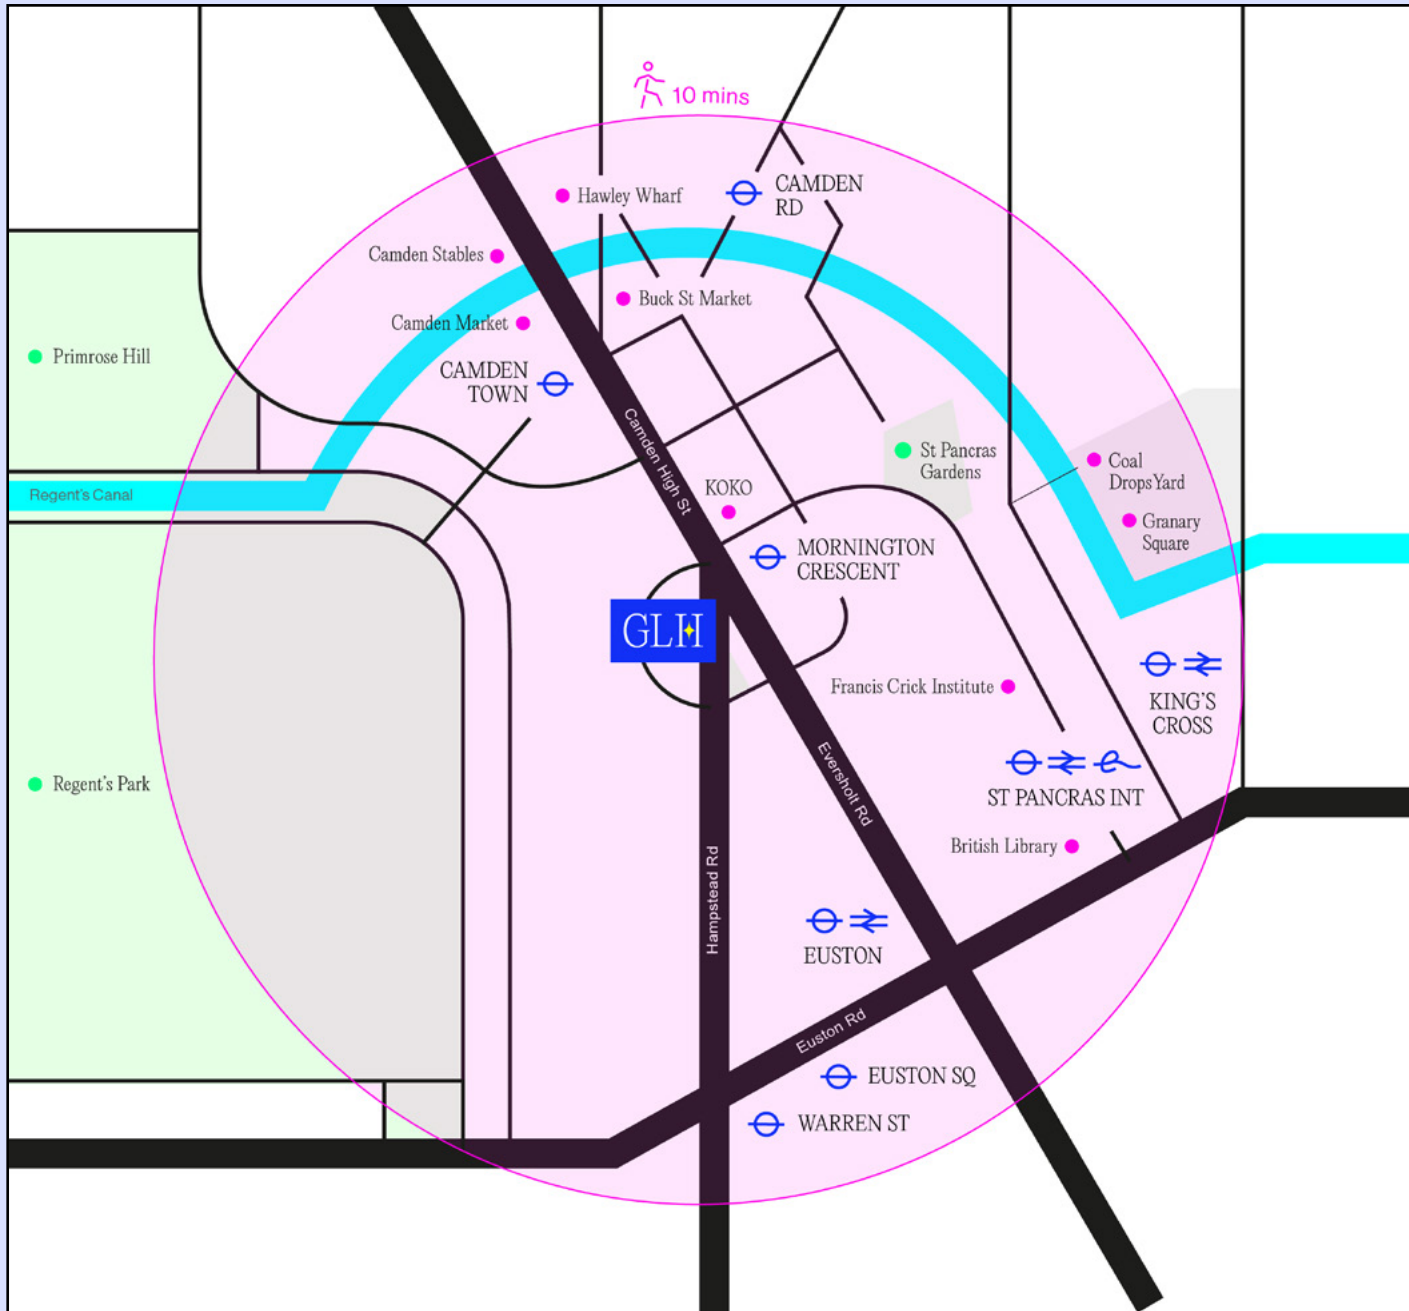 10 mins
Hawley Wharf
CAMDEN
RD
Camden Stables
Buck St Market
Camden Market
Primrose Hill
CAMDEN
TOWN
Camden High St
St Pancras
Gardens
Coal
Drops Yard
Regent's Canal
KOKO
Granary
Square
MORNINGTON
CRESCENT
GLH
Francis Crick Institute
KING'S
CROSS
Eversholt Rd
Regent's Park
ST PANCRAS INT
British Library
Hampstead Rd
EUSTON
Euston Rd
EUSTON SQ
WARREN ST